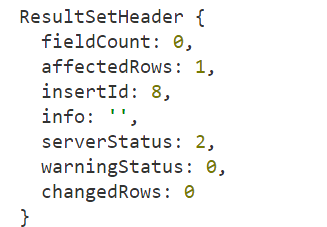 ResultSetHeader {
  fieldCount: 0,
  affectedRows: 1,
  insertId: 8,
  info: '',
  serverStatus: 2,
  warningStatus: 0,
  changedRows: 0
}